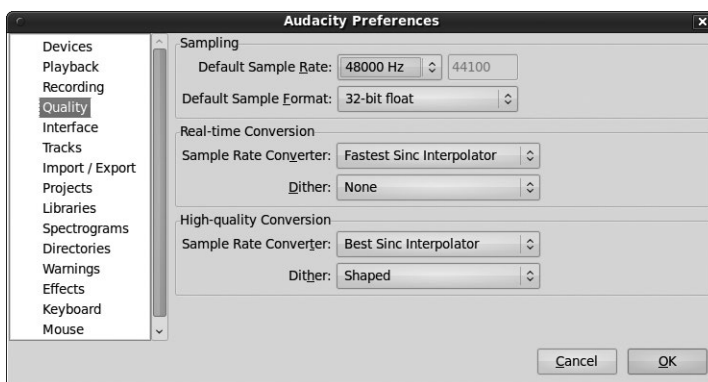 Audacity Preferences
Devices
Playback
Recording
Quality
Interface
Tracks
Import / Export
Projects
Libraries
Spectrograms
Directories
Warnings
Effects
Keyboard
Mouse
Sampling
Default Sample Rate: 48000 Hz 44100
Default Sample Format: 32-bit float
Real-time Conversion
Sample Rate Converter: Fastest Sinc Interpolator
Dither: None
High-quality Conversion
Sample Rate Converter: Best Sinc Interpolator
Dither: Shaped
Cancel OK